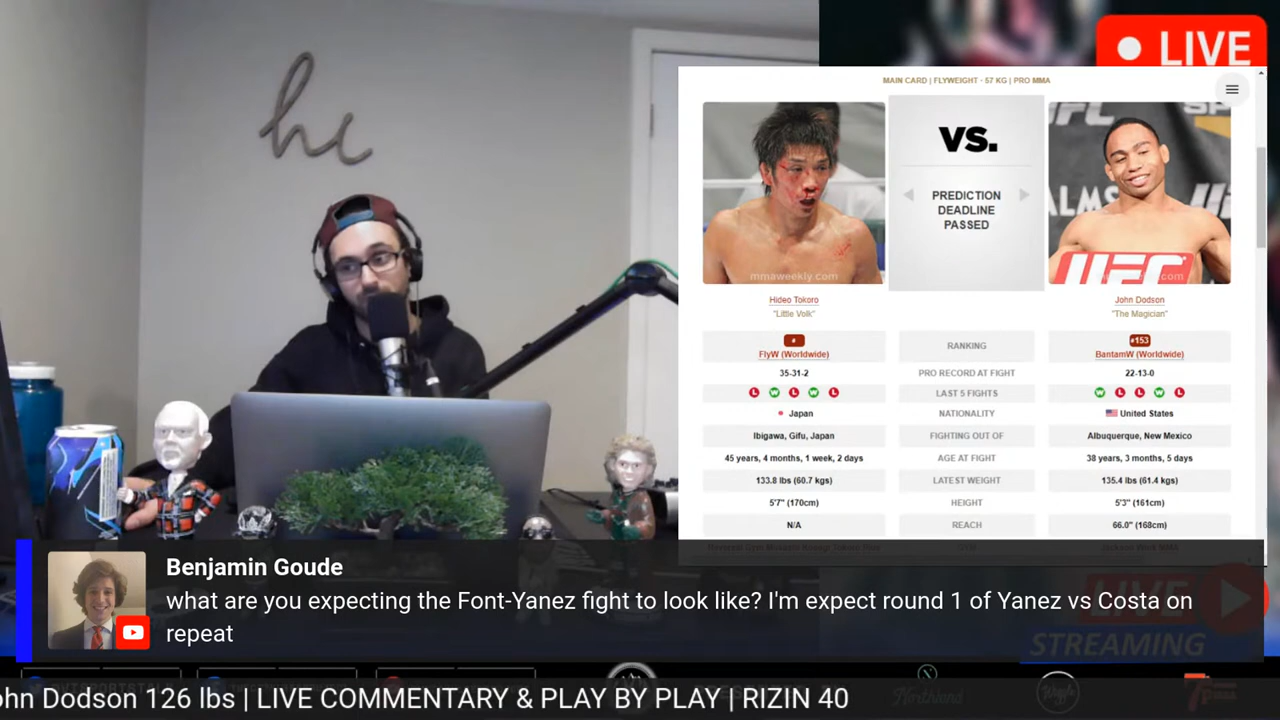 hi
LIVE
MAIN CARD | FLYWEIGHT · 57 KG | PRO MMA
VS.
PREDICTION
DEADLINE
PASSED
mmaweekly.com
UFC
ALMS
UFC
.com
Hideo Tokoro
John Dodson
"Little Volk"
"The Magician"
#
RANKING
#153
FlyW (Worldwide)
BantamW (Worldwide)
35-31-2
PRO RECORD AT FIGHT
22-13-0
L W L W L
LAST 5 FIGHTS
W L L W L
Japan
NATIONALITY
United States
Ibigawa, Gifu, Japan
FIGHTING OUT OF
Albuquerque, New Mexico
45 years, 4 months, 1 week, 2 days
AGE AT FIGHT
38 years, 3 months, 5 days
133.8 lbs (60.7 kgs)
LATEST WEIGHT
135.4 lbs (61.4 kgs)
5'7" (170cm)
HEIGHT
5'3" (161cm)
N/A
REACH
66.0" (168cm)
Benjamin Goude
what are you expecting the Font-Yanez fight to look like? I'm expect round 1 of Yanez vs Costa on
repeat
LIVE
STREAMING
ohn Dodson 126 lbs | LIVE COMMENTARY & PLAY BY PLAY | RIZIN 40